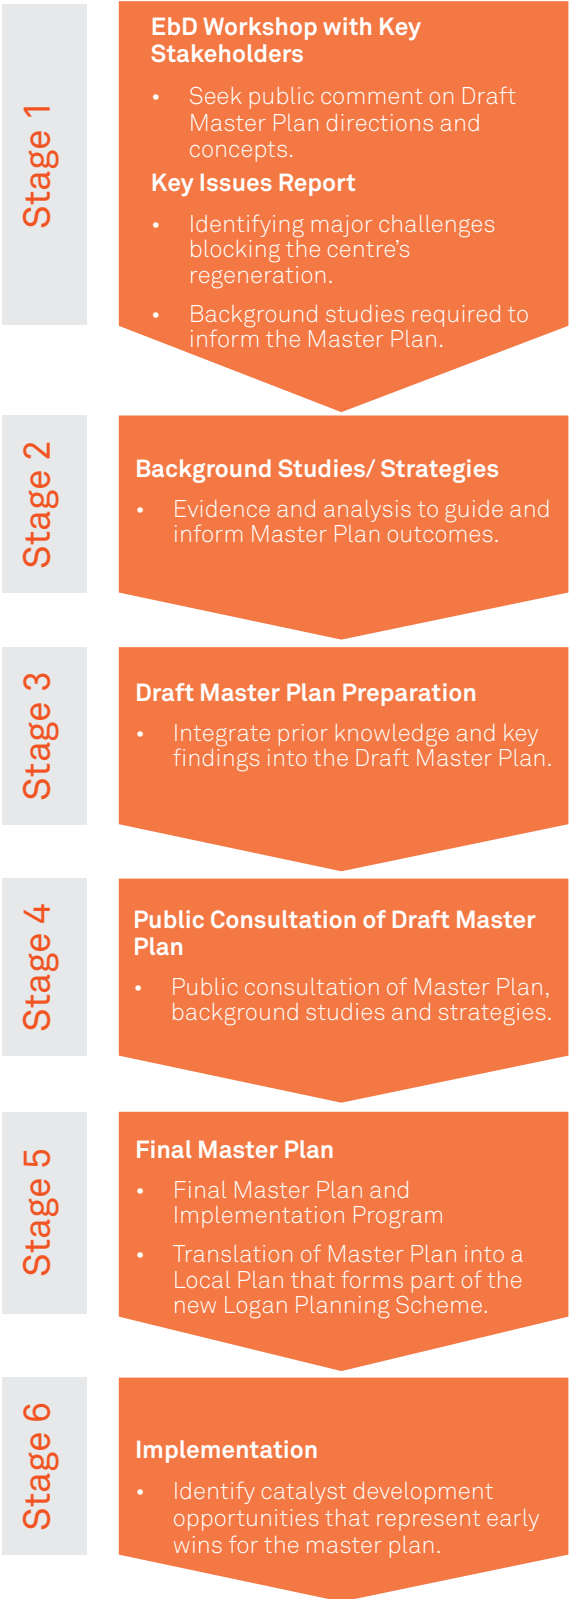 Stage 1
EbD Workshop with Key
Stakeholders
• Seek public comment on Draft
Master Plan directions and
concepts.
Key Issues Report
• Identifying major challenges
blocking the centre's
regeneration.
• Background studies required to
inform the Master Plan.
Stage 2
Background Studies/ Strategies
• Evidence and analysis to guide and
inform Master Plan outcomes.
Stage 3
Draft Master Plan Preparation
• Integrate prior knowledge and key
findings into the Draft Master Plan.
Stage 4
Public Consultation of Draft Master
Plan
• Public consultation of Master Plan,
background studies and strategies.
Stage 5
Final Master Plan
• Final Master Plan and
Implementation Program
• Translation of Master Plan into a
Local Plan that forms part of the
new Logan Planning Scheme.
Stage 6
Implementation
• Identify catalyst development
opportunities that represent early
wins for the master plan.